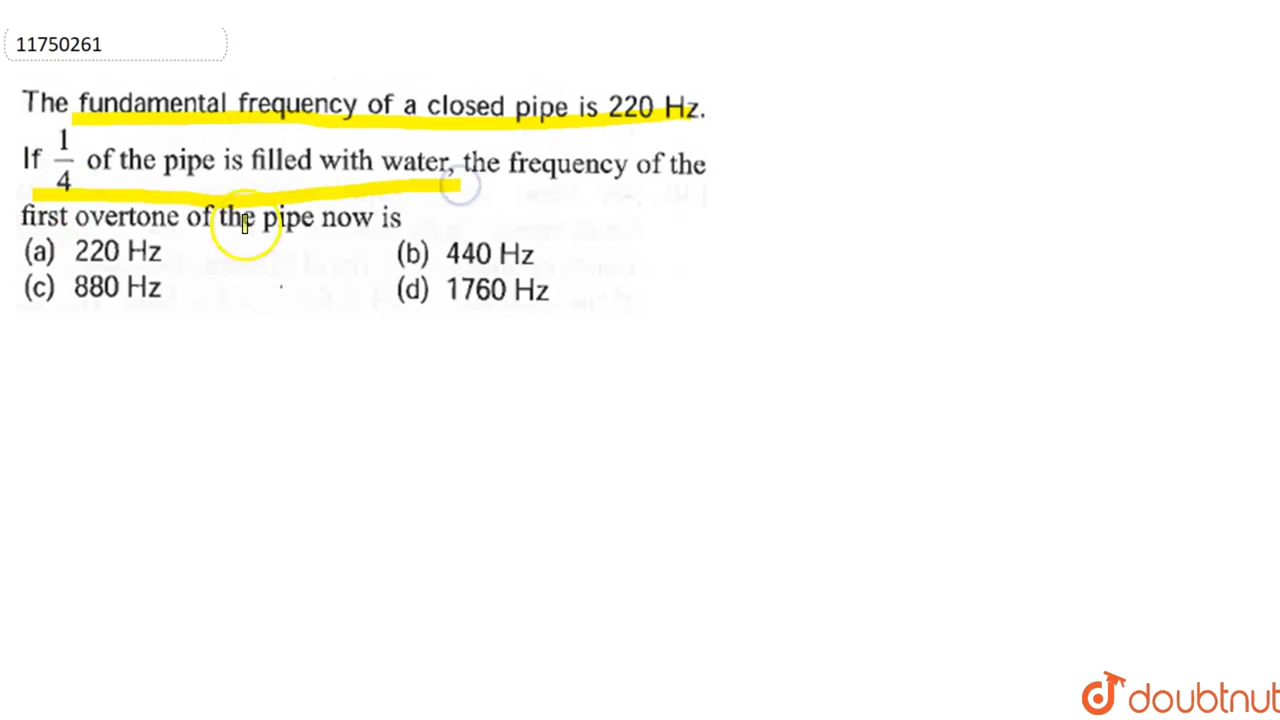 11750261
The fundamental frequency of a closed pipe is 220 Hz.
If 1/4 of the pipe is filled with water, the frequency of the
first overtone of the pipe now is
(a) 220 Hz (b) 440 Hz
(c) 880 Hz (d) 1760 Hz
doubtnut